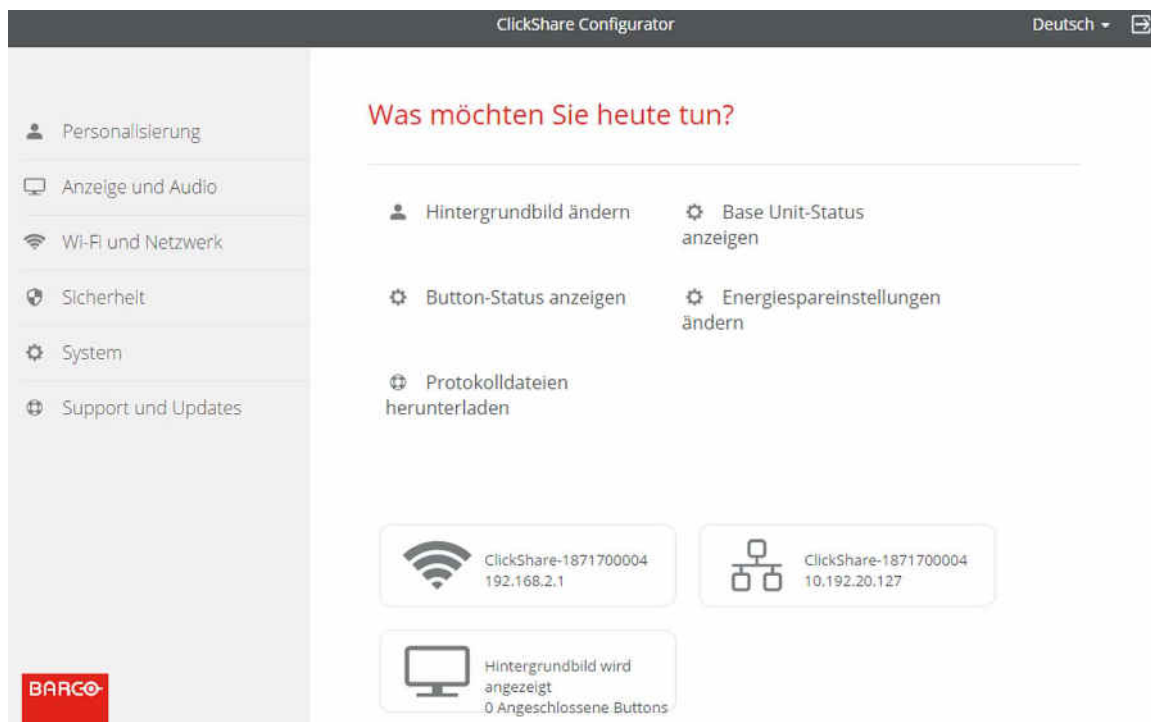 ClickShare Configurator
Deutsch
Personalisierung
Anzeige und Audio
Wi-Fi und Netzwerk
Sicherheit
System
Support und Updates
BARCO
Was möchten Sie heute tun?
Hintergrundbild ändern
Base Unit-Status
anzeigen
Button-Status anzeigen
Energiespareinstellungen
ändern
Protokolldateien
herunterladen
ClickShare-1871700004
192.168.2.1
ClickShare-1871700004
10.192.20.127
Hintergrundbild wird
angezeigt
0 Angeschlossene Buttons